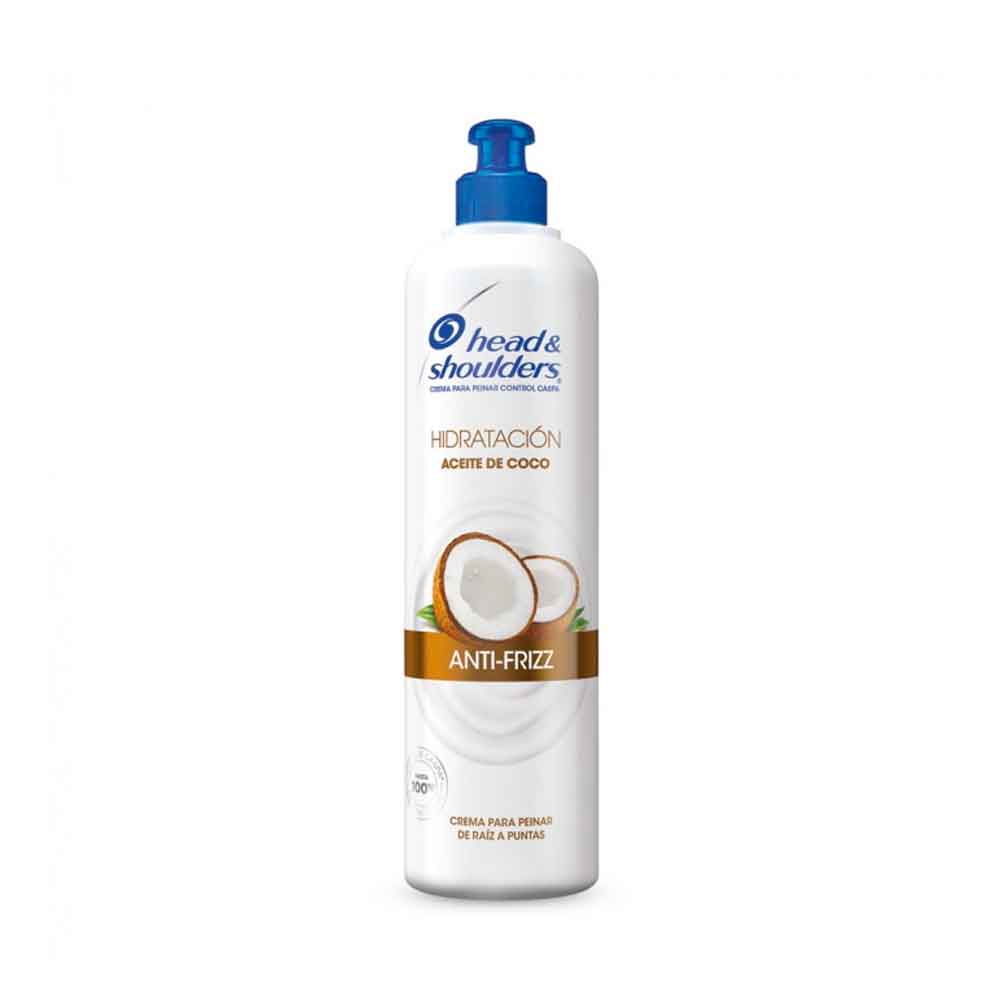 head &
shoulders
CREMA PARA PEINAR CONTROL CASPA
HIDRATACIÓN
ACEITE DE COCO
ANTI-FRIZZ
HASTA
100%
CREMA PARA PEINAR
DE RAÍZ A PUNTAS